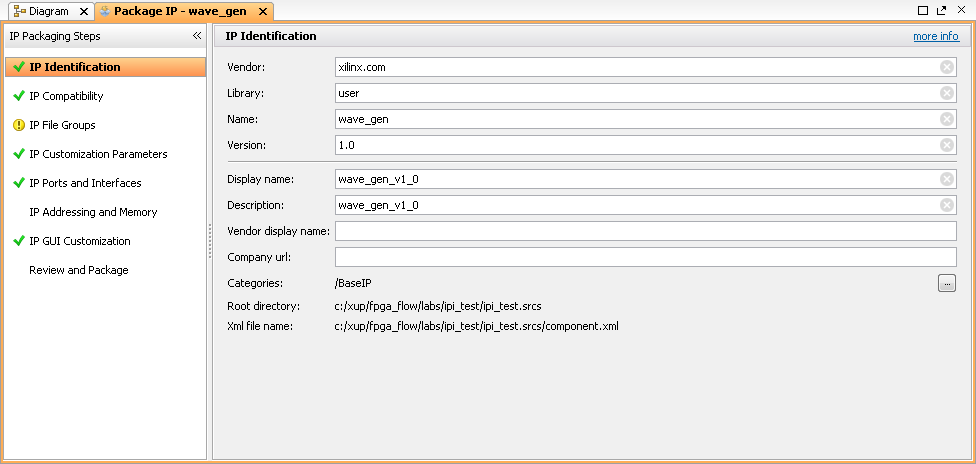 Diagram
Package IP - wave_gen
IP Packaging Steps
IP Identification
IP Compatibility
IP File Groups
IP Customization Parameters
IP Ports and Interfaces
IP Addressing and Memory
IP GUI Customization
Review and Package
IP Identification more info
Vendor: xilinx.com
Library: user
Name: wave_gen
Version: 1.0
Display name: wave_gen_v1_0
Description: wave_gen_v1_0
Vendor display name:
Company url:
Categories: /BaseIP ...
Root directory: c:/xup/fpga_flow/labs/ipi_test/ipi_test.srcs
Xml file name: c:/xup/fpga_flow/labs/ipi_test/ipi_test.srcs/component.xml